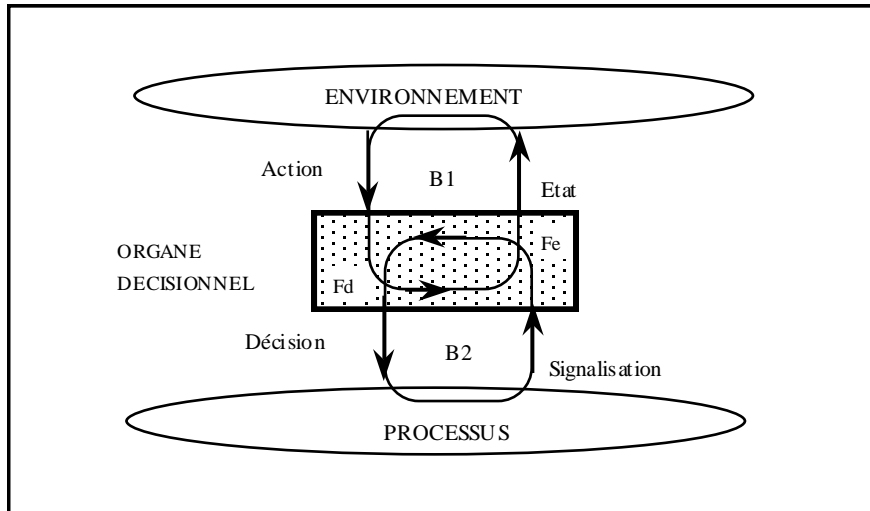 ENVIRONNEMENT
Action
B1
Etat
ORGANE
DECISIONNEL
Fe
Fd
Décision
B2
Signalisation
PROCESSUS